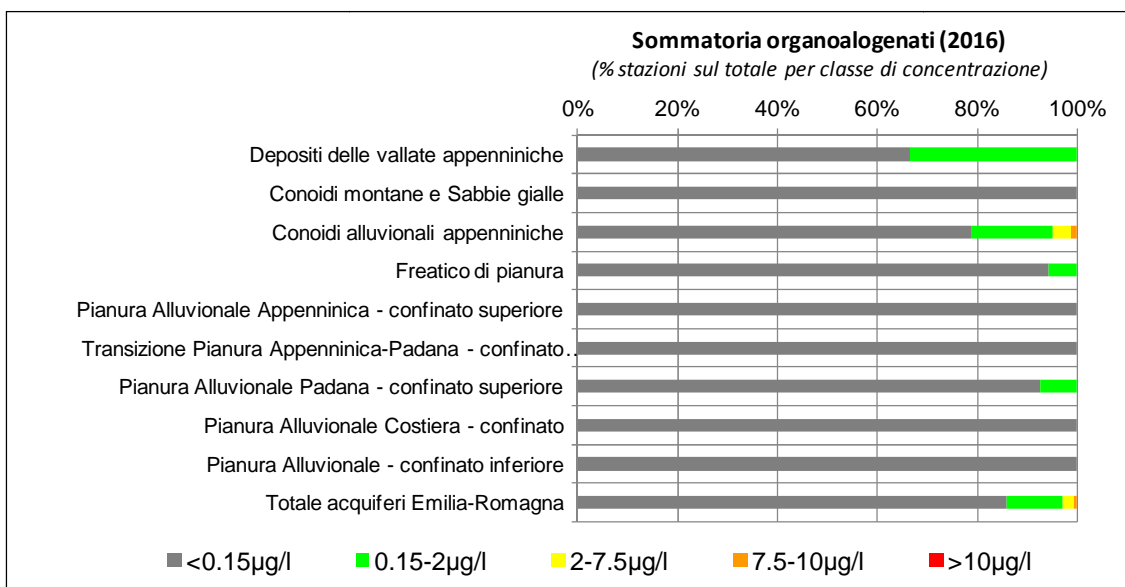 Sommatoria organoalogenati (2016)
(% stazioni sul totale per classe di concentrazione)
0% 20% 40% 60% 80% 100%
Depositi delle vallate appenniniche
Conoidi montane e Sabbie gialle
Conoidi alluvionali appenniniche
Freatico di pianura
Pianura Alluvionale Appenninica - confinato superiore
Transizione Pianura Appenninica-Padana - confinato..
Pianura Alluvionale Padana - confinato superiore
Pianura Alluvionale Costiera - confinato
Pianura Alluvionale - confinato inferiore
Totale acquiferi Emilia-Romagna
<0.15µg/l 0.15-2µg/l 2-7.5µg/l 7.5-10µg/l >10µg/l